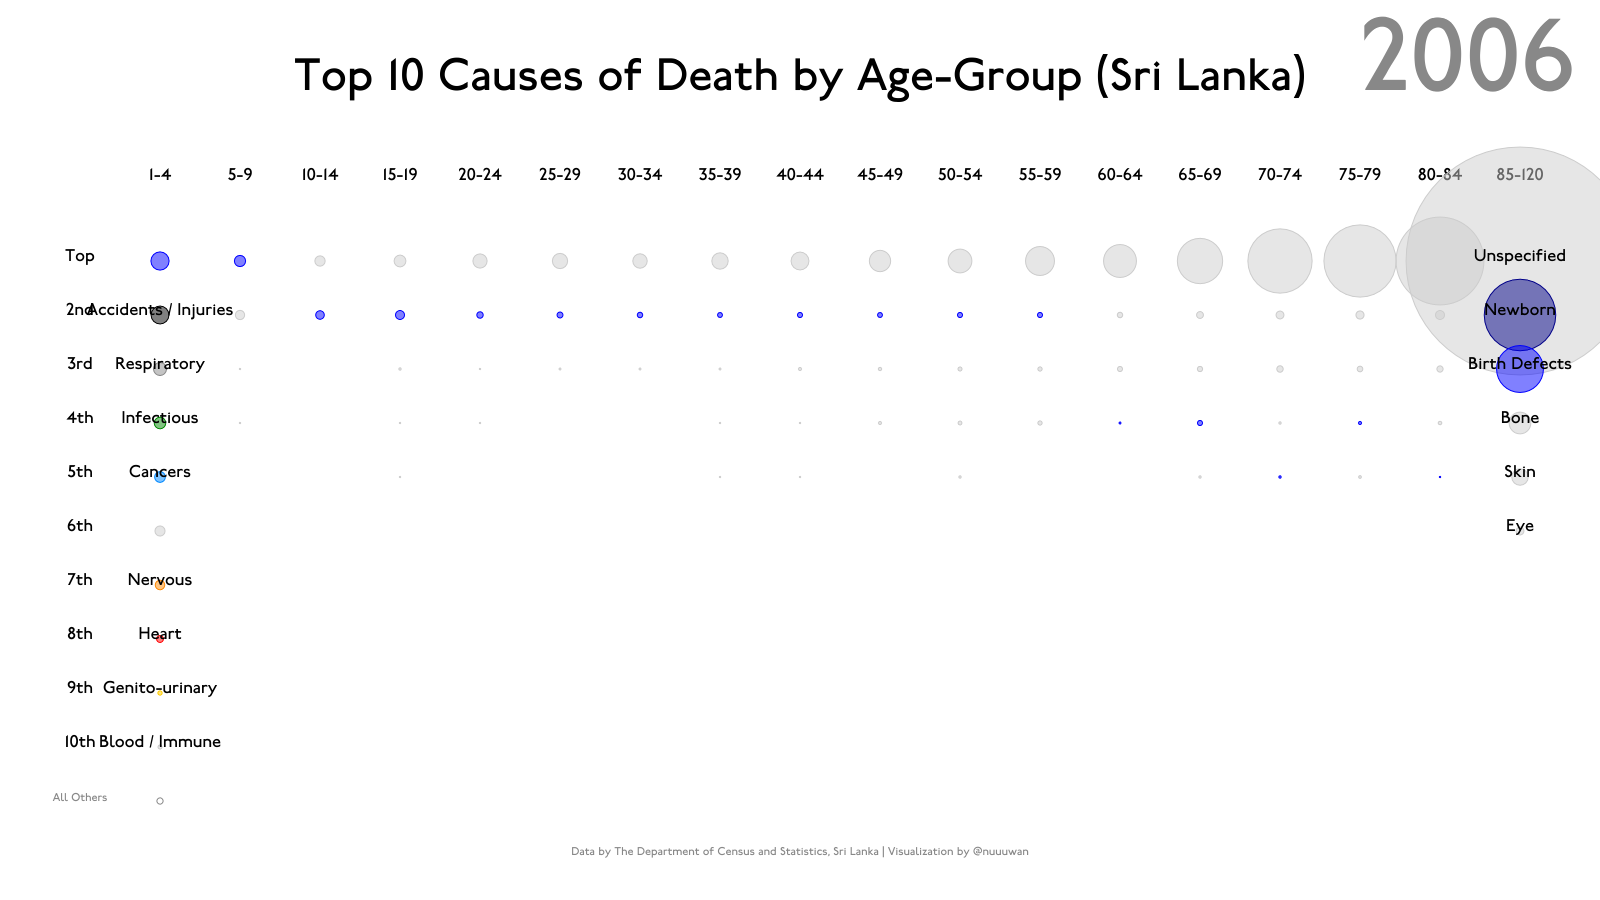 2006
Top 10 Causes of Death by Age-Group (Sri Lanka)
1-4 5-9 10-14 15-19 20-24 25-29 30-34 35-39 40-44 45-49 50-54 55-59 60-64 65-69 70-74 75-79 80-84 85-120
Top Unspecified
2nd Accidents / Injuries Newborn
3rd Respiratory Birth Defects
4th Infectious Bone
5th Cancers Skin
6th Eye
7th Nervous
8th Heart
9th Genito-urinary
10th Blood / Immune
All Others
Data by The Department of Census and Statistics, Sri Lanka | Visualization by @nuuuwan